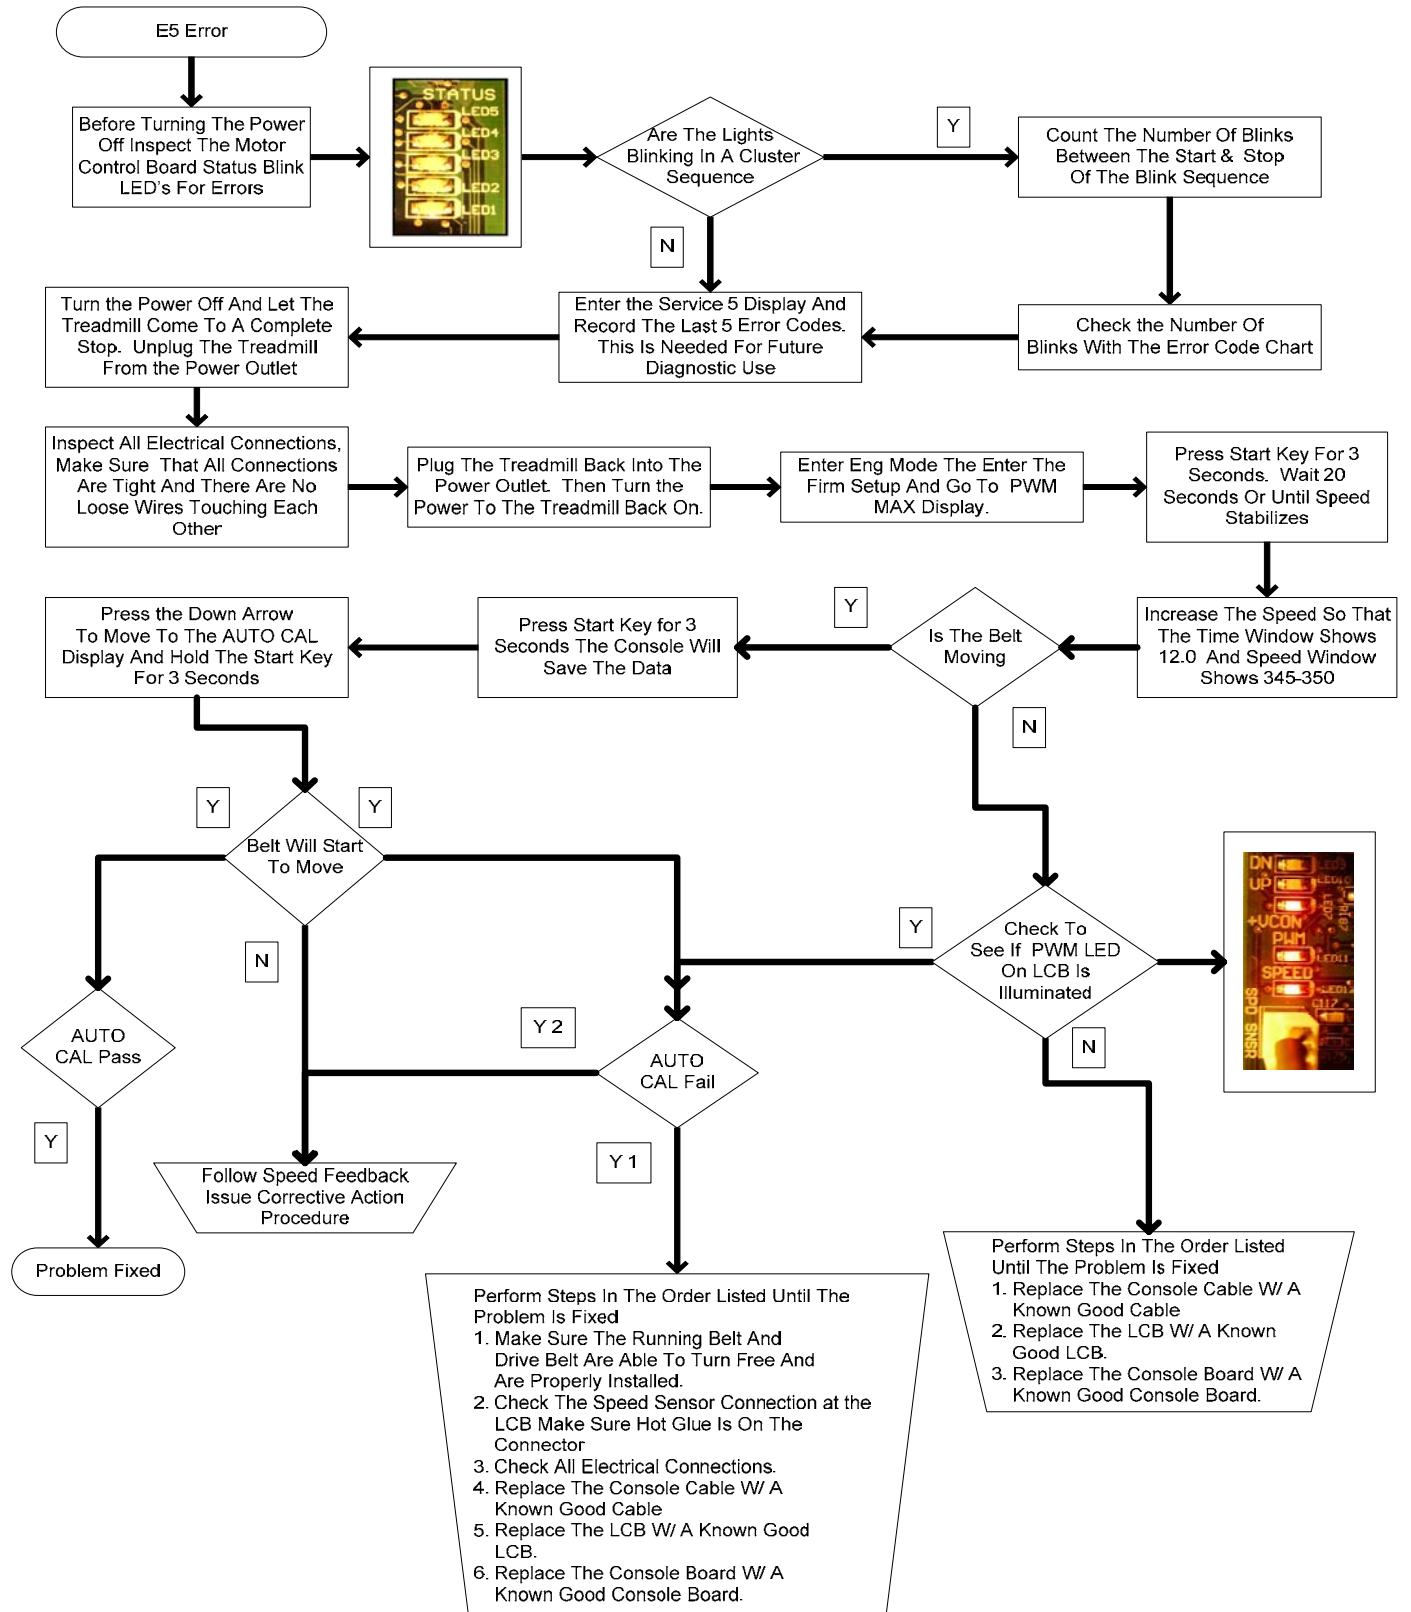 E5 Error
Before Turning The Power
Off Inspect The Motor
Control Board Status Blink
LED's For Errors
STATUS
LED5
LED4
LED3
LED2
LED1
Are The Lights
Blinking In A Cluster
Sequence
Y
Count The Number Of Blinks
Between The Start & Stop
Of The Blink Sequence
N
Check the Number Of
Blinks With The Error Code Chart
Enter the Service 5 Display And
Record The Last 5 Error Codes.
This Is Needed For Future
Diagnostic Use
Turn the Power Off And Let The
Treadmill Come To A Complete
Stop. Unplug The Treadmill
From the Power Outlet
Inspect All Electrical Connections,
Make Sure That All Connections
Are Tight And There Are No
Loose Wires Touching Each
Other
Plug The Treadmill Back Into The
Power Outlet. Then Turn the
Power To The Treadmill Back On.
Enter Eng Mode The Enter The
Firm Setup And Go To PWM
MAX Display.
Press Start Key For 3
Seconds. Wait 20
Seconds Or Until Speed
Stabilizes
Increase The Speed So That
The Time Window Shows
12.0 And Speed Window
Shows 345-350
Is The Belt
Moving
Y
Press Start Key for 3
Seconds The Console Will
Save The Data
Press the Down Arrow
To Move To The AUTO CAL
Display And Hold The Start Key
For 3 Seconds
N
Y
Y
Belt Will Start
To Move
N
Check To
See If PWM LED
On LCB Is
Illuminated
Y
N
DN
UP
+VCON
PWM
LED11
SPEED
C117
SPD SNSR
AUTO
CAL Pass
Y
Y 2
AUTO
CAL Fail
Y 1
Follow Speed Feedback
Issue Corrective Action
Procedure
Problem Fixed
Perform Steps In The Order Listed Until The
Problem Is Fixed
1. Make Sure The Running Belt And
Drive Belt Are Able To Turn Free And
Are Properly Installed.
2. Check The Speed Sensor Connection at the
LCB Make Sure Hot Glue Is On The
Connector
3. Check All Electrical Connections.
4. Replace The Console Cable W/ A
Known Good Cable
5. Replace The LCB W/ A Known Good
LCB.
6. Replace The Console Board W/ A
Known Good Console Board.
Perform Steps In The Order Listed
Until The Problem Is Fixed
1. Replace The Console Cable W/ A
Known Good Cable
2. Replace The LCB W/ A Known
Good LCB.
3. Replace The Console Board W/ A
Known Good Console Board.